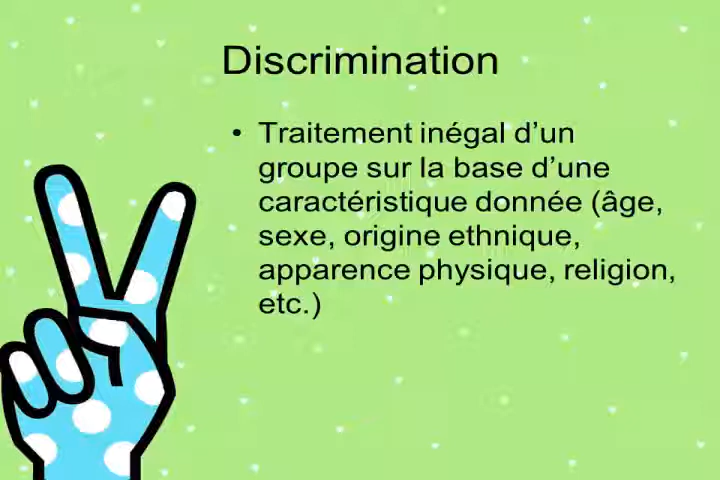 Discrimination
• Traitement inégal d’un
groupe sur la base d’une
caractéristique donnée (âge,
sexe, origine ethnique,
apparence physique, religion,
etc.)